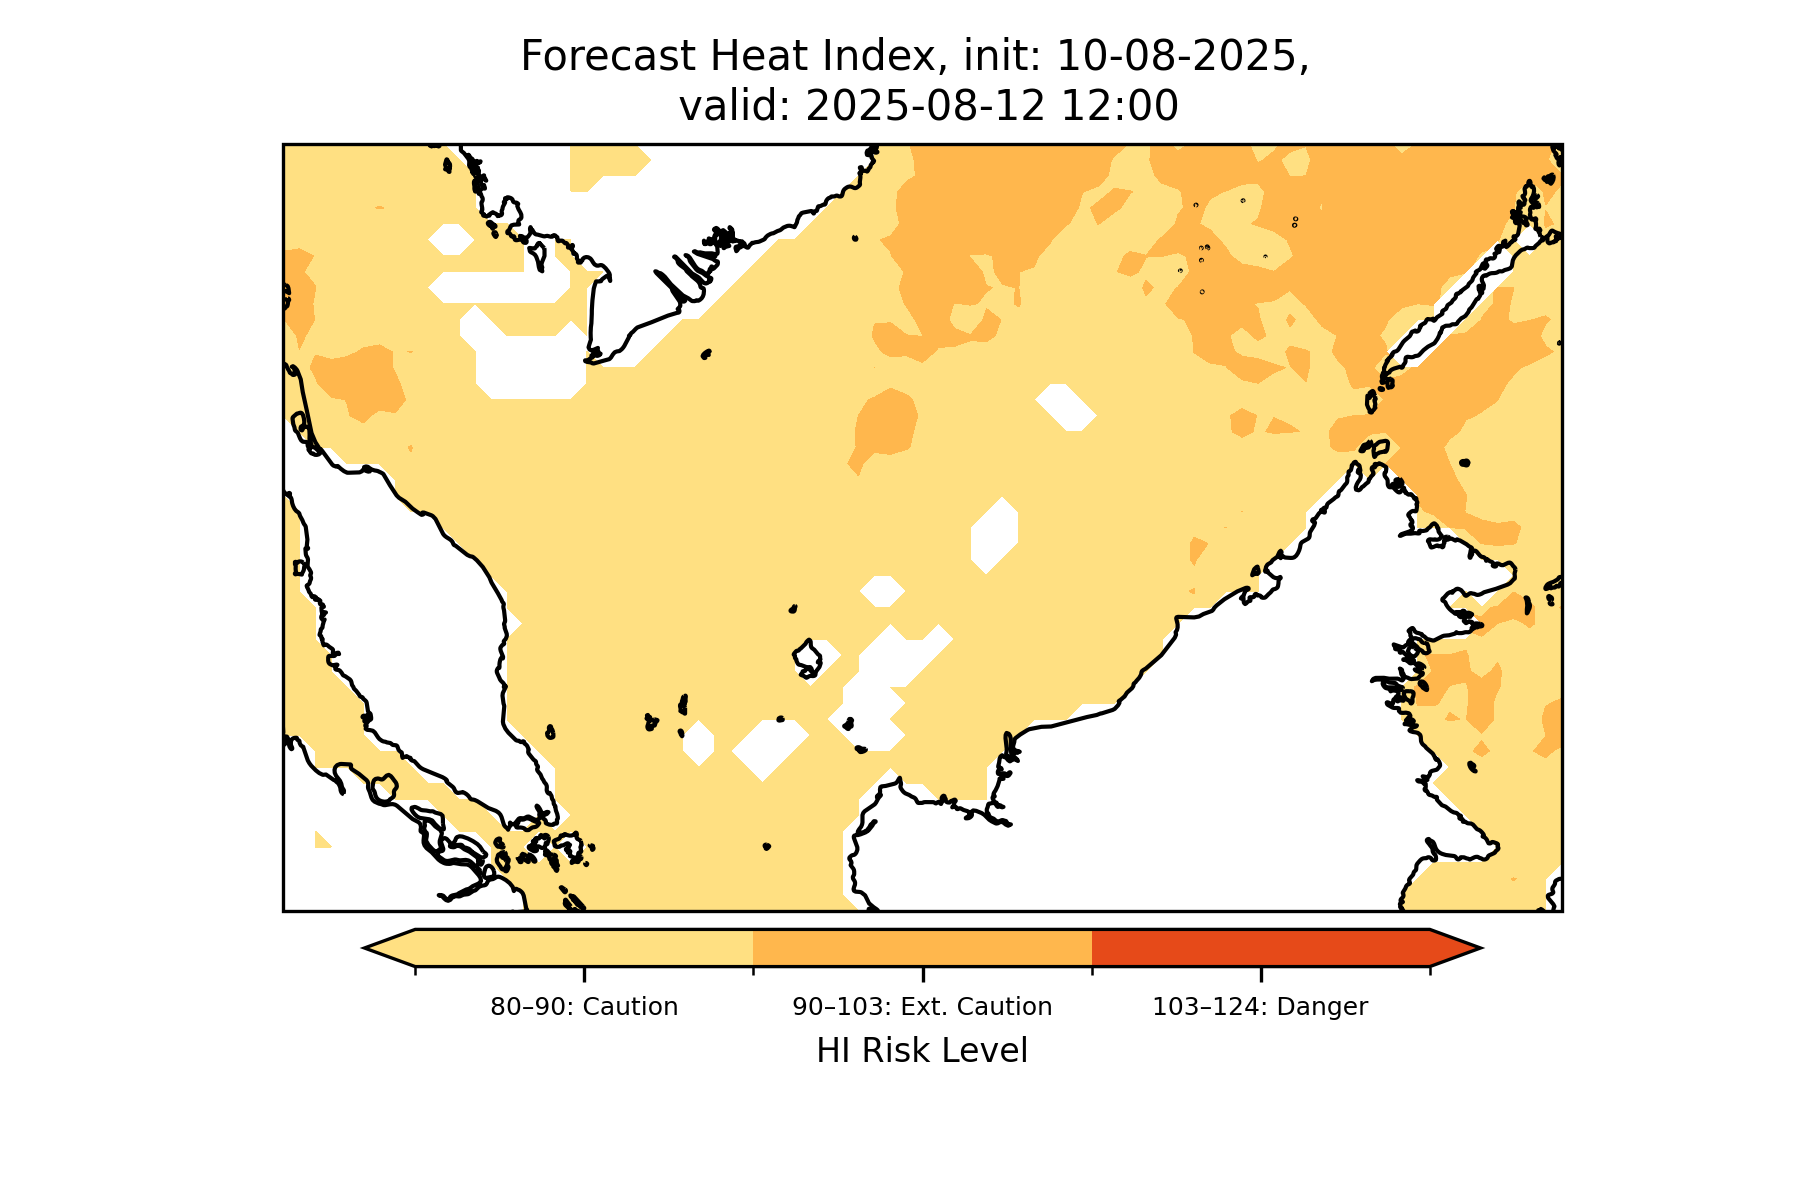 Forecast Heat Index, init: 10-08-2025,
valid: 2025-08-12 12:00
80–90: Caution
90–103: Ext. Caution
103–124: Danger
HI Risk Level